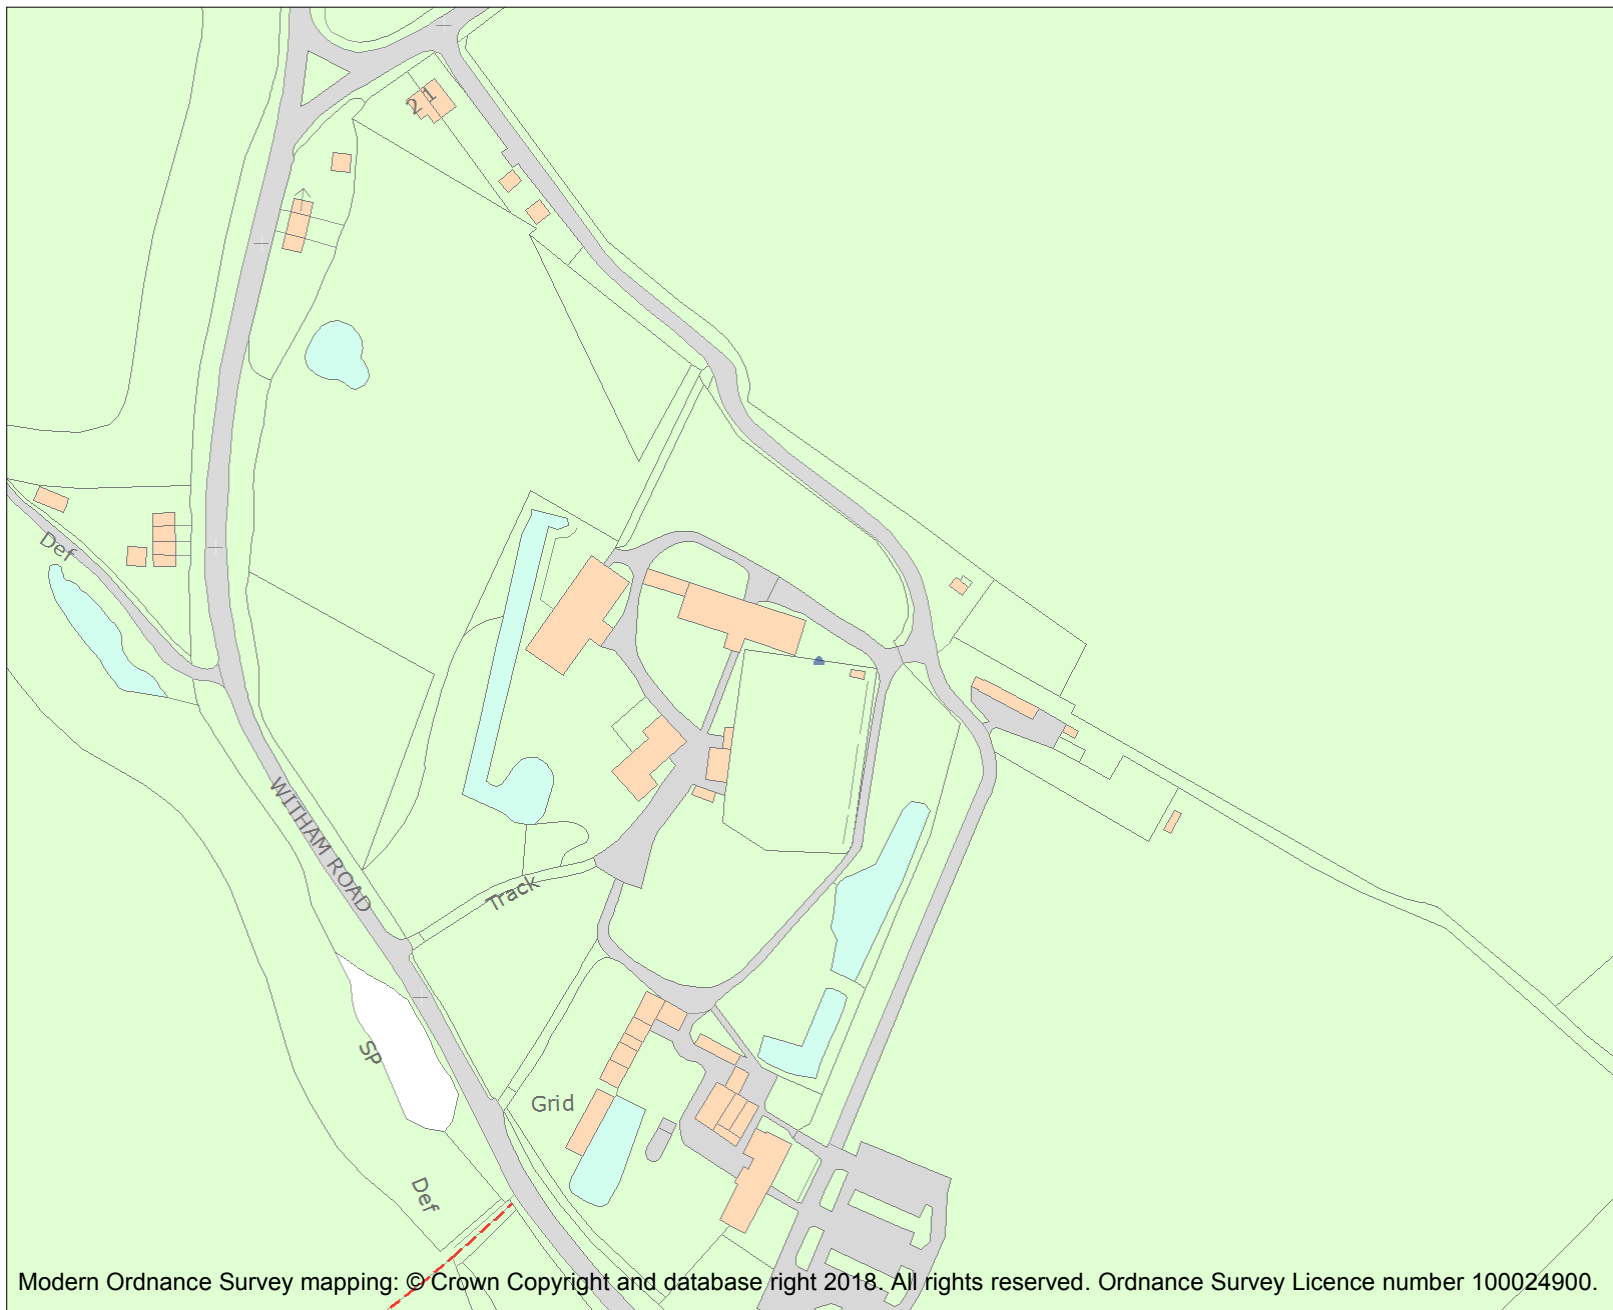 2 1
Def
WITHAM ROAD
Track
SP
Grid
Def
Modern Ordnance Survey mapping: © Crown Copyright and database right 2018. All rights reserved. Ordnance Survey Licence number 100024900.